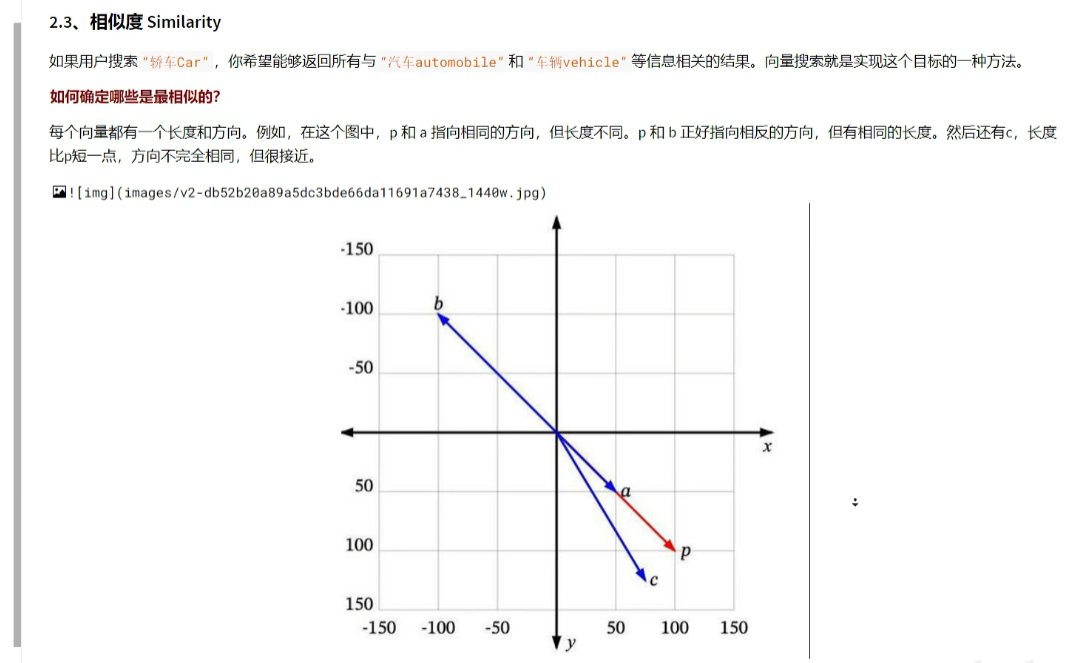 2.3、相似度 Similarity
如果用户搜索 "轿车Car" ，你希望能够返回所有与 "汽车automobile" 和 "车辆vehicle" 等信息相关的结果。向量搜索就是实现这个目标的一种方法。
如何确定哪些是最相似的？
每个向量都有一个长度和方向。例如，在这个图中，p 和 a 指向相同的方向，但长度不同。p 和 b 正好指向相反的方向，但有相同的长度。然后还有c，长度
比p短一点，方向不完全相同，但很接近。
![img](images/v2-db52b20a89a5dc3bde66da11691a7438_1440w.jpg)
-150
b
-100
-50
x
50
a
100
p
c
150
-150 -100 -50 50 100 150
y